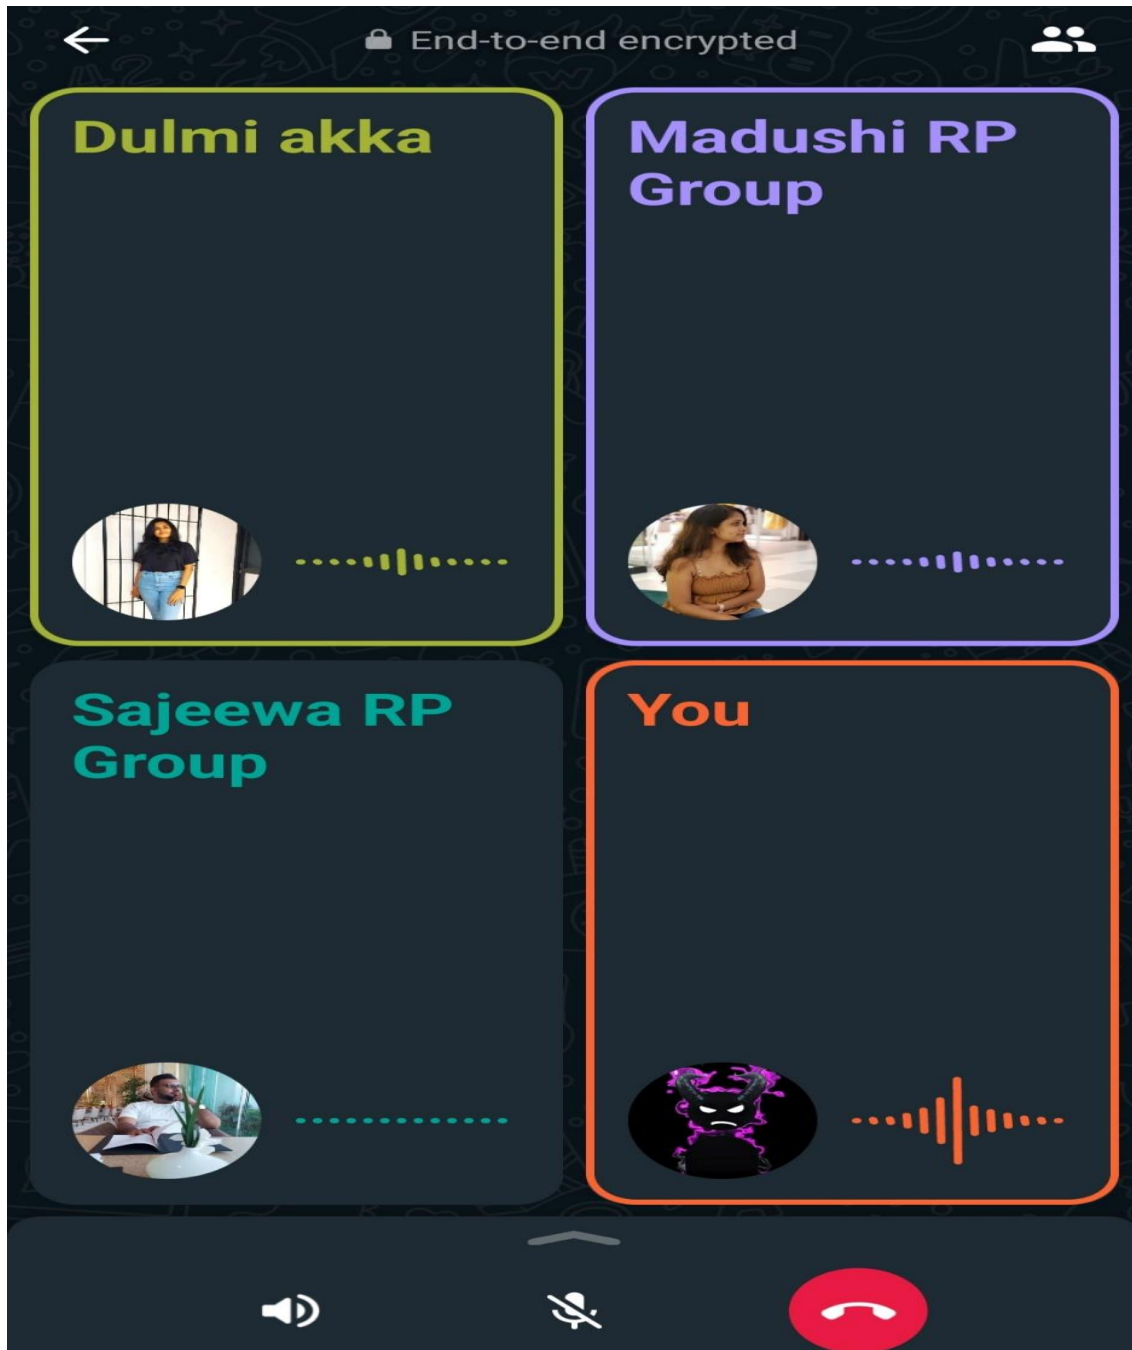 End-to-end encrypted
Dulmi akka
Madushi RP
Group
Sajeewa RP
Group
You